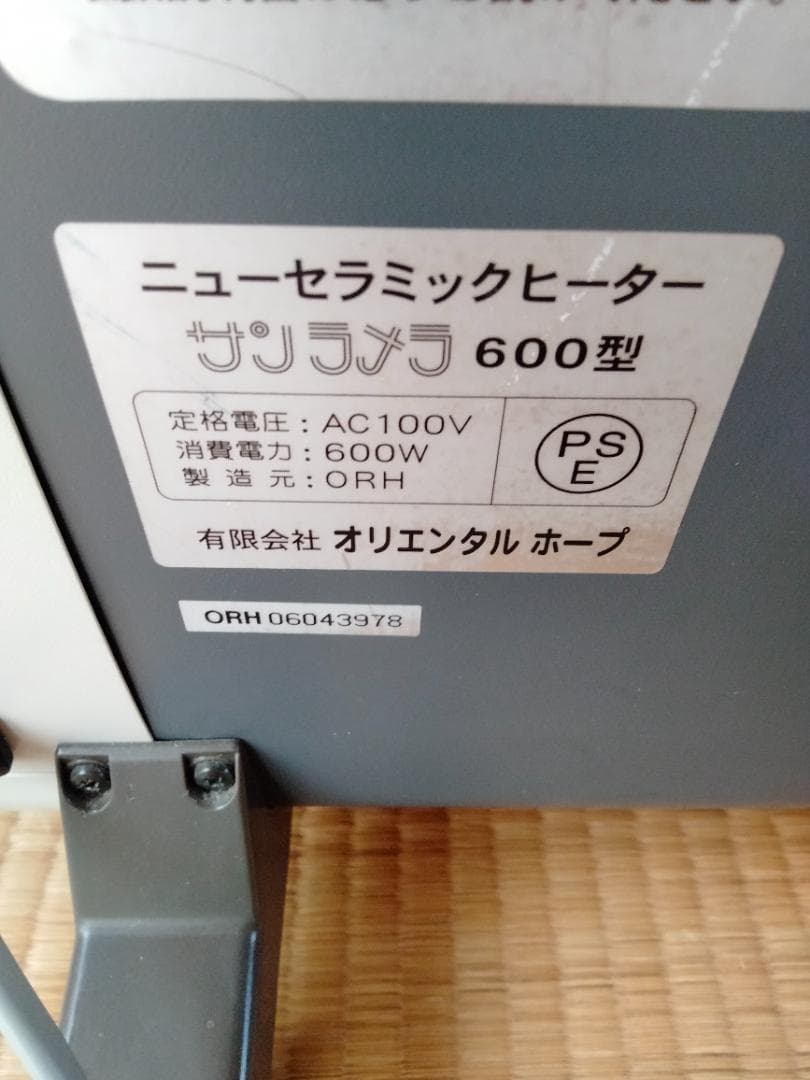 ニューセラミックヒーター
サンラメラ 600型
定格電圧:AC100V
消費電力:600W
製造元:ORH
PS
E
有限会社 オリエンタル ホープ
ORH 06043978